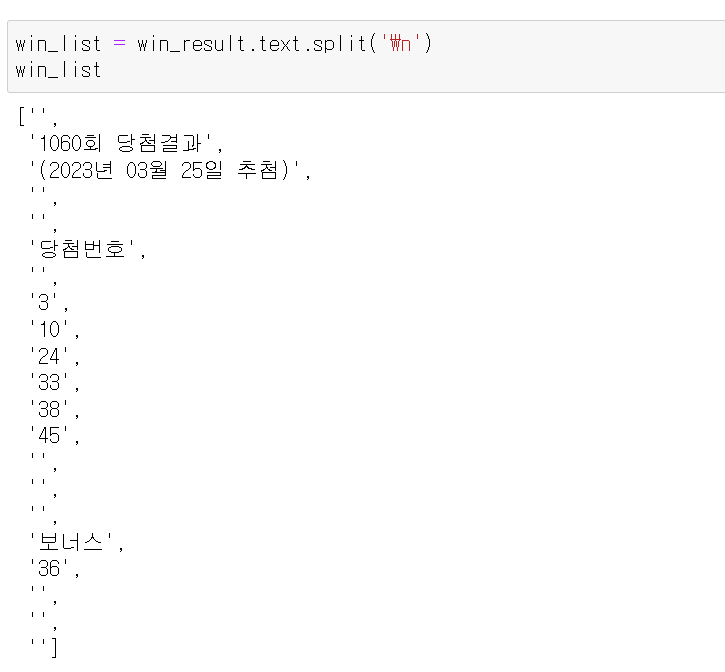 win_list = win_result.text.split('₩n')
win_list
['',
'1060회 당첨결과',
'(2023년 03월 25일 추첨)',
'',
'',
'당첨번호',
'',
'3',
'10',
'24',
'33',
'38',
'45',
'',
'',
'',
'보너스',
'36',
'',
'',
'']